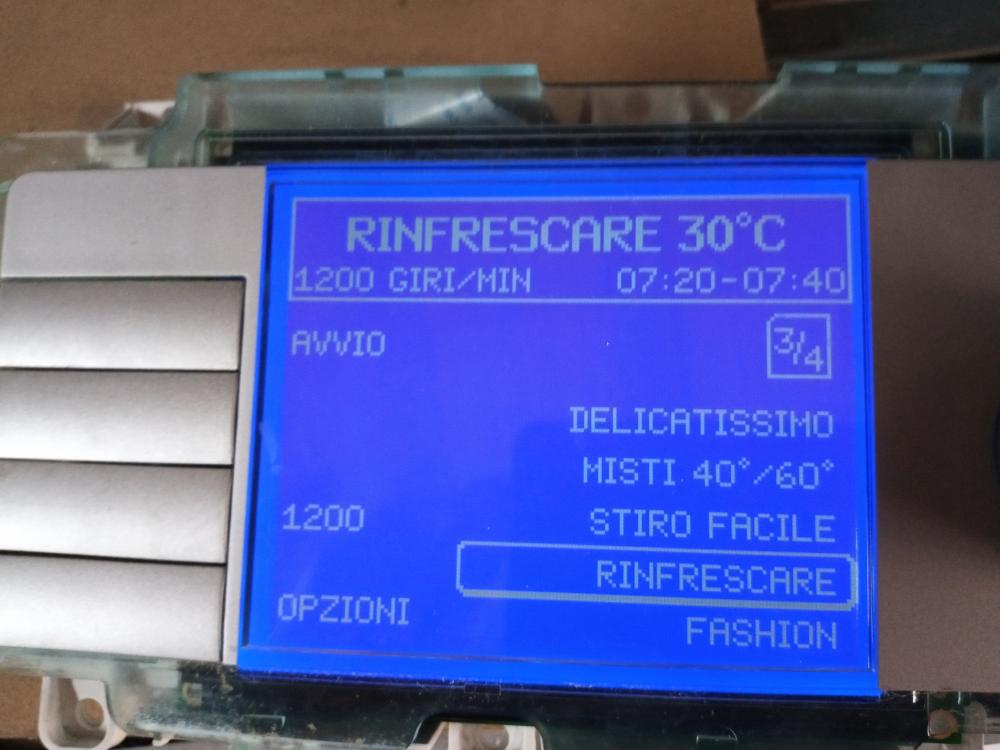 RINFRESCARE 30°C
1200 GIRI/MIN 07:20-07:40
AVVIO 3/4
DELICATISSIMO
MISTI 40°/60°
1200 STIRO FACILE
RINFRESCARE
OPZIONI
FASHION